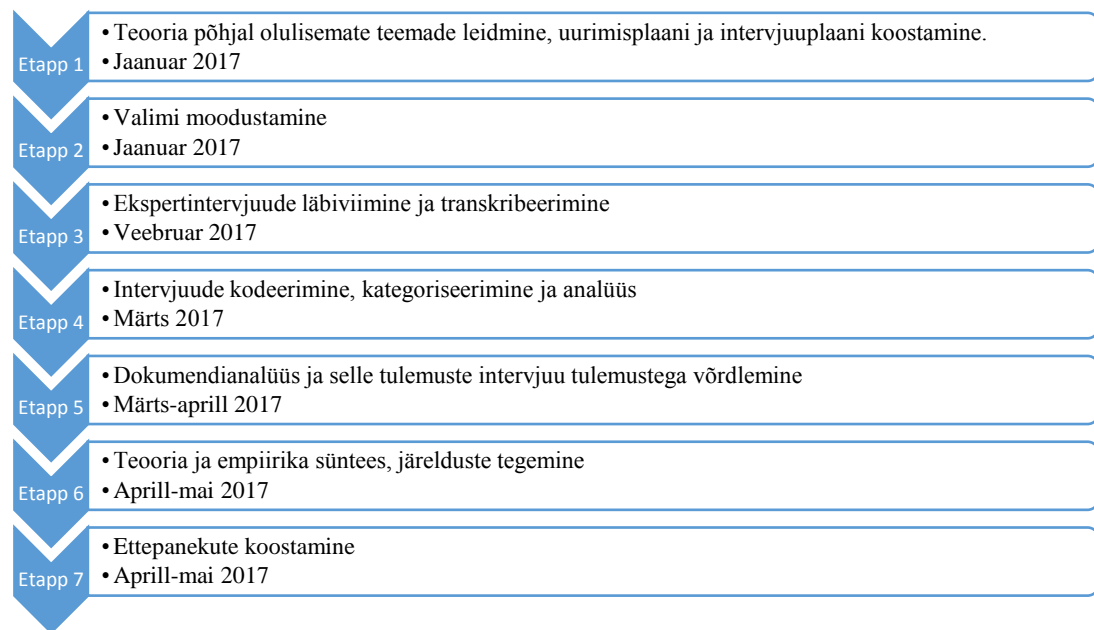 Etapp 1
• Teooria põhjal olulisemate teemade leidmine, uurimisplaani ja intervjuuplaani koostamine.
• Jaanuar 2017
Etapp 2
• Valimi moodustamine
• Jaanuar 2017
Etapp 3
• Ekspertintervjuude läbiviimine ja transkribeerimine
• Veebruar 2017
Etapp 4
• Intervjuude kodeerimine, kategoriseerimine ja analüüs
• Märts 2017
Etapp 5
• Dokumendianalüüs ja selle tulemuste intervjuu tulemustega võrdlemine
• Märts-aprill 2017
Etapp 6
• Teooria ja empiirika süntees, järelduste tegemine
• Aprill-mai 2017
Etapp 7
• Ettepanekute koostamine
• Aprill-mai 2017